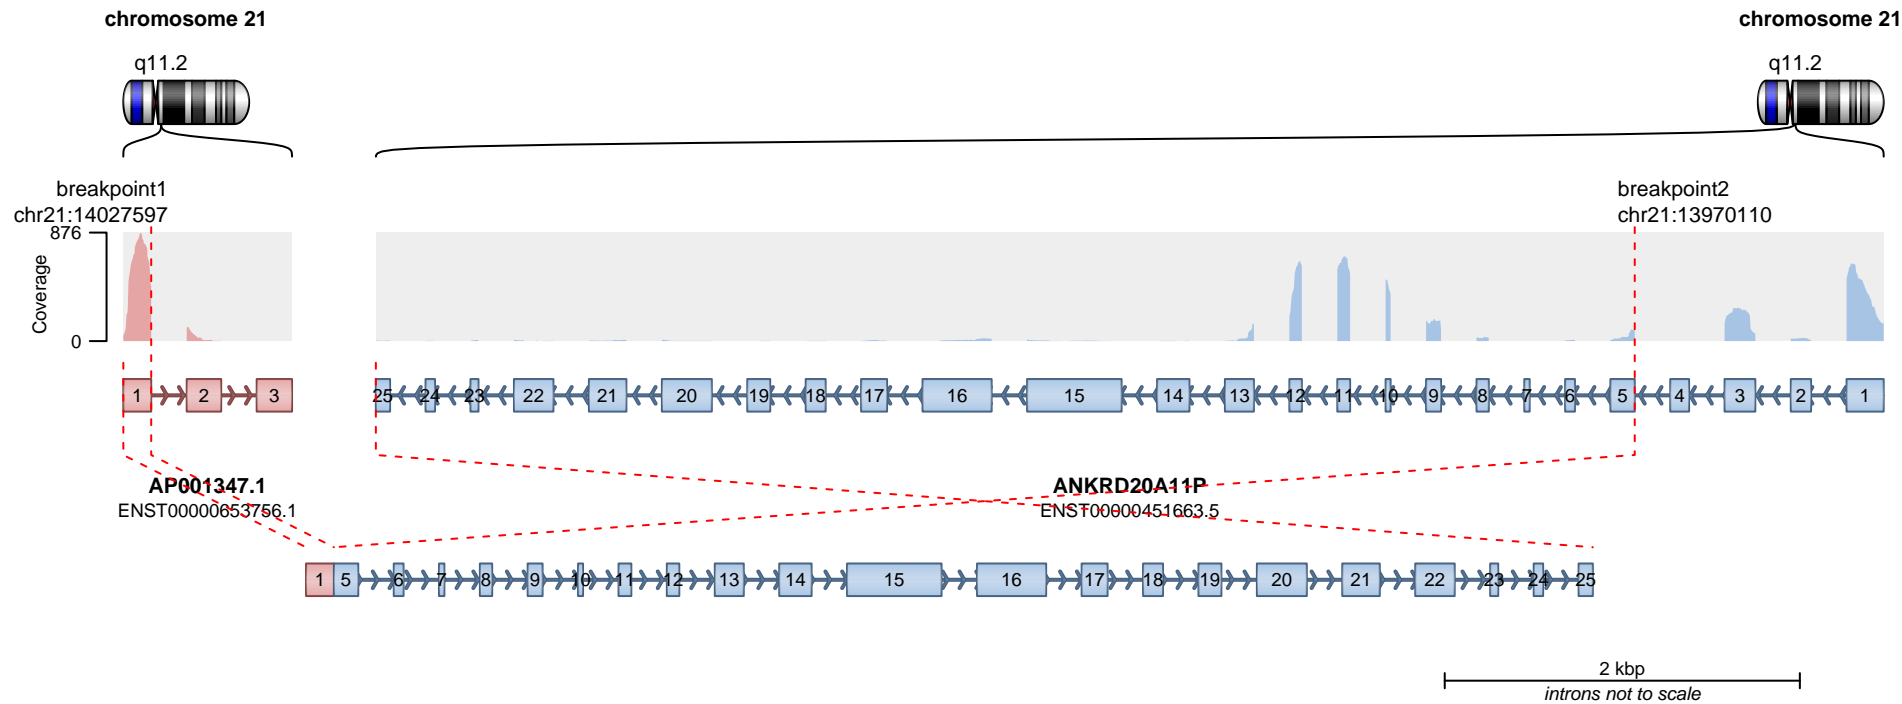 chromosome 21
chromosome 21
q11.2
q11.2
breakpoint1
chr21:14027597
breakpoint2
chr21:13970110
876
0
Coverage
1 2 3
25 24 23 22 21 20 19 18 17 16 15 14 13 12 11 10 9 8 7 6 5 4 3 2 1
AP001347.1
ENST00000653756.1
ANKRD20A11P
ENST00000451663.5
1 5 6 7 8 9 10 11 12 13 14 15 16 17 18 19 20 21 22 23 24 25
2 kbp
introns not to scale